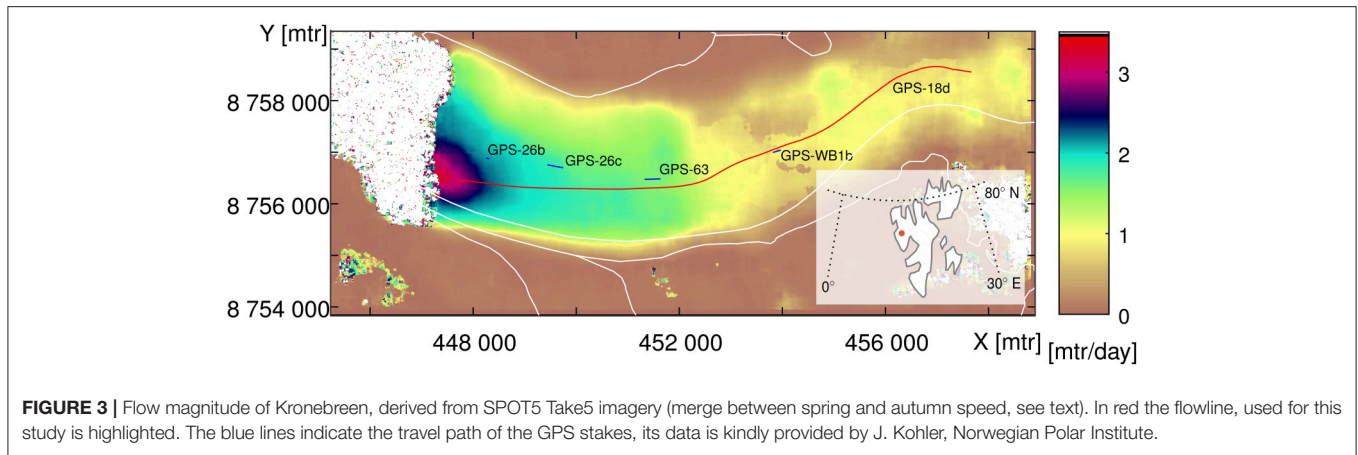 Y [mtr]
8 758 000
8 756 000
8 754 000
GPS-26b
GPS-26c
GPS-63
GPS-WB1b
GPS-18d
80° N
0°
30° E
448 000
452 000
456 000
X [mtr]
3
2
1
0
[mtr/day]
FIGURE 3 | Flow magnitude of Kronebreen, derived from SPOT5 Take5 imagery (merge between spring and autumn speed, see text). In red the flowline, used for this
study is highlighted. The blue lines indicate the travel path of the GPS stakes, its data is kindly provided by J. Kohler, Norwegian Polar Institute.